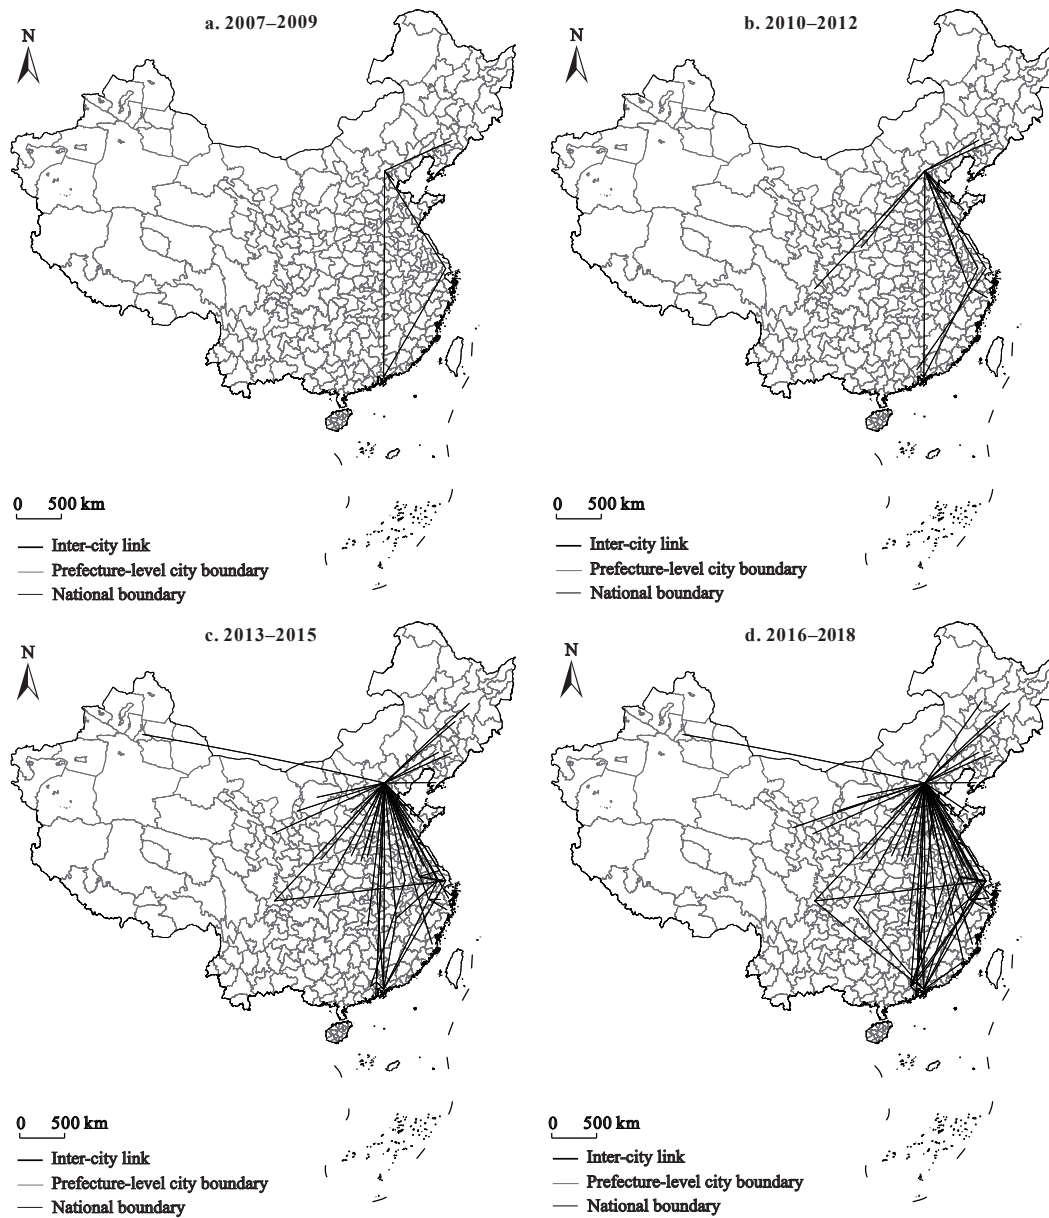 a. 2007–2009
N
0 500 km
Inter-city link
Prefecture-level city boundary
National boundary
b. 2010–2012
N
0 500 km
Inter-city link
Prefecture-level city boundary
National boundary
c. 2013–2015
N
0 500 km
Inter-city link
Prefecture-level city boundary
National boundary
d. 2016–2018
N
0 500 km
Inter-city link
Prefecture-level city boundary
National boundary